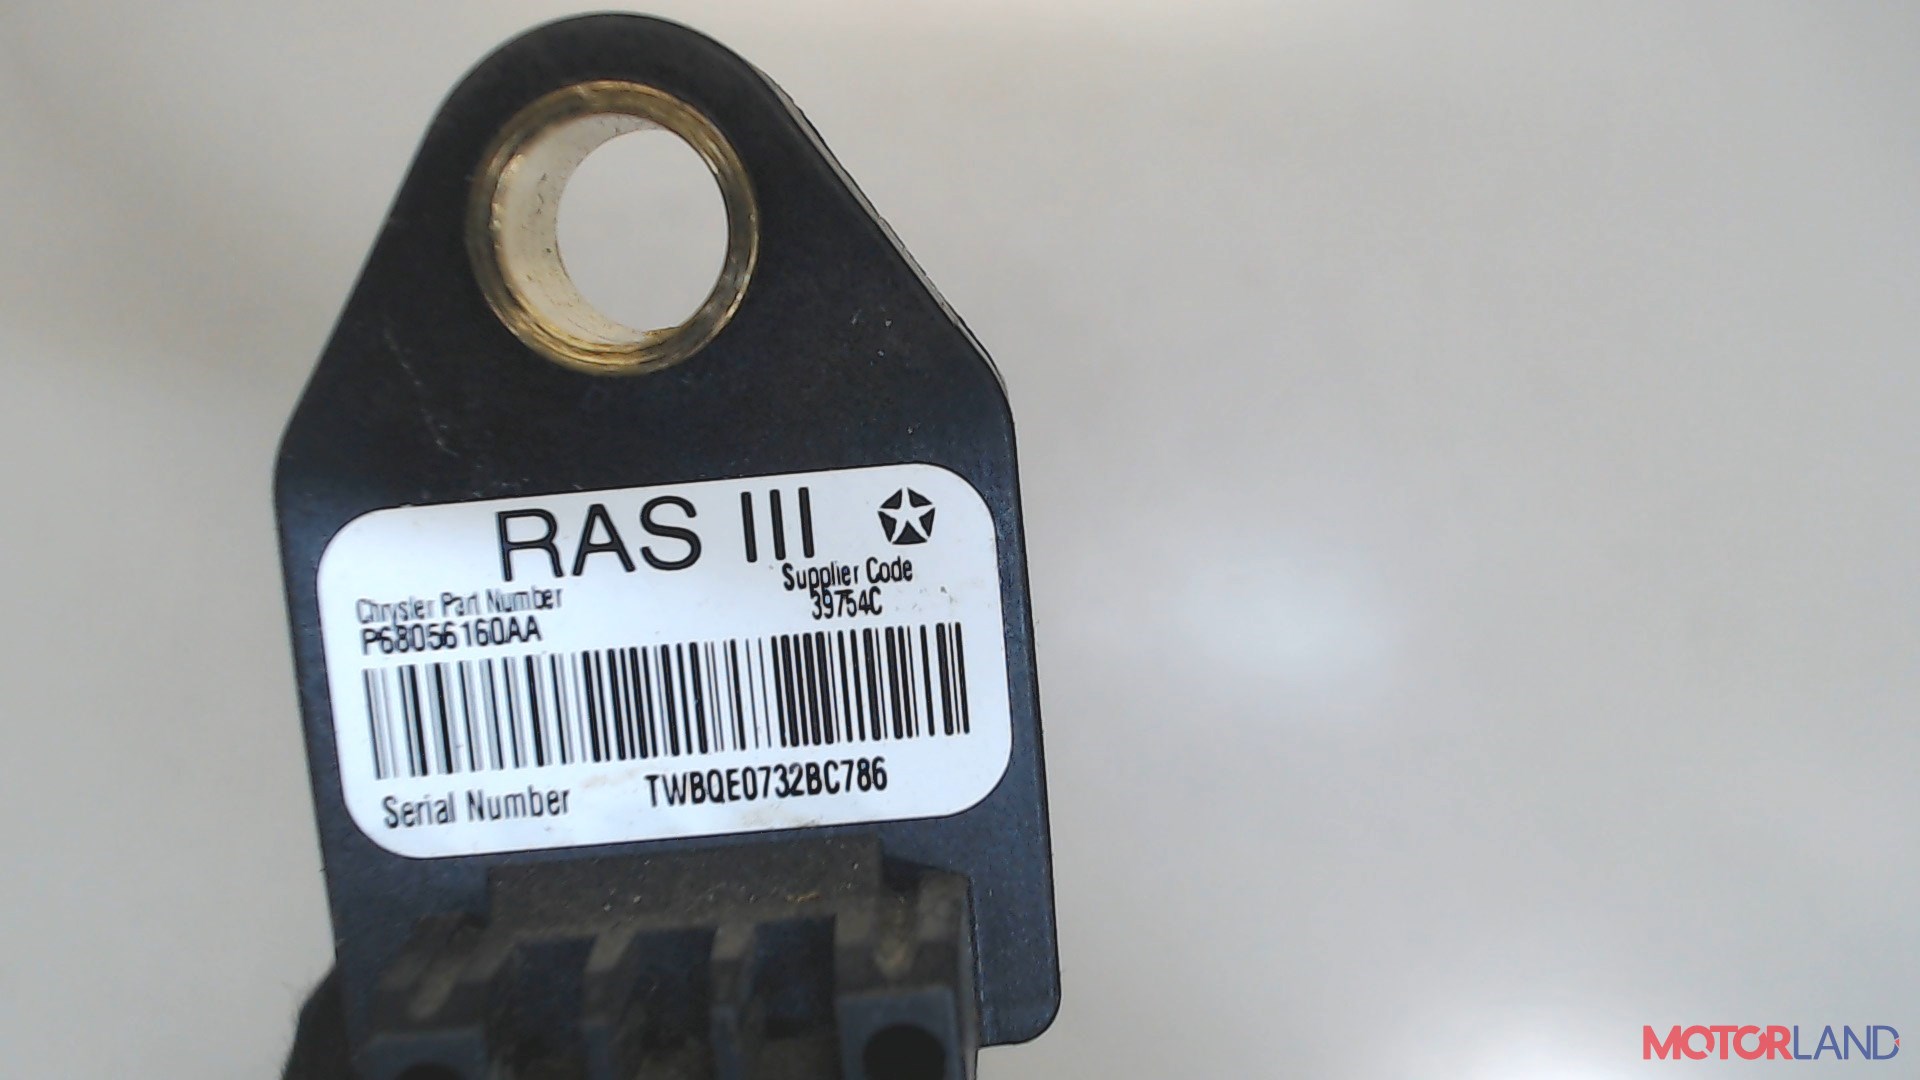 RAS III
Supplier Code
39754C
Chrysler Part Number
P68056160AA
Serial Number TWBQE0732BC786
MOTORLAND